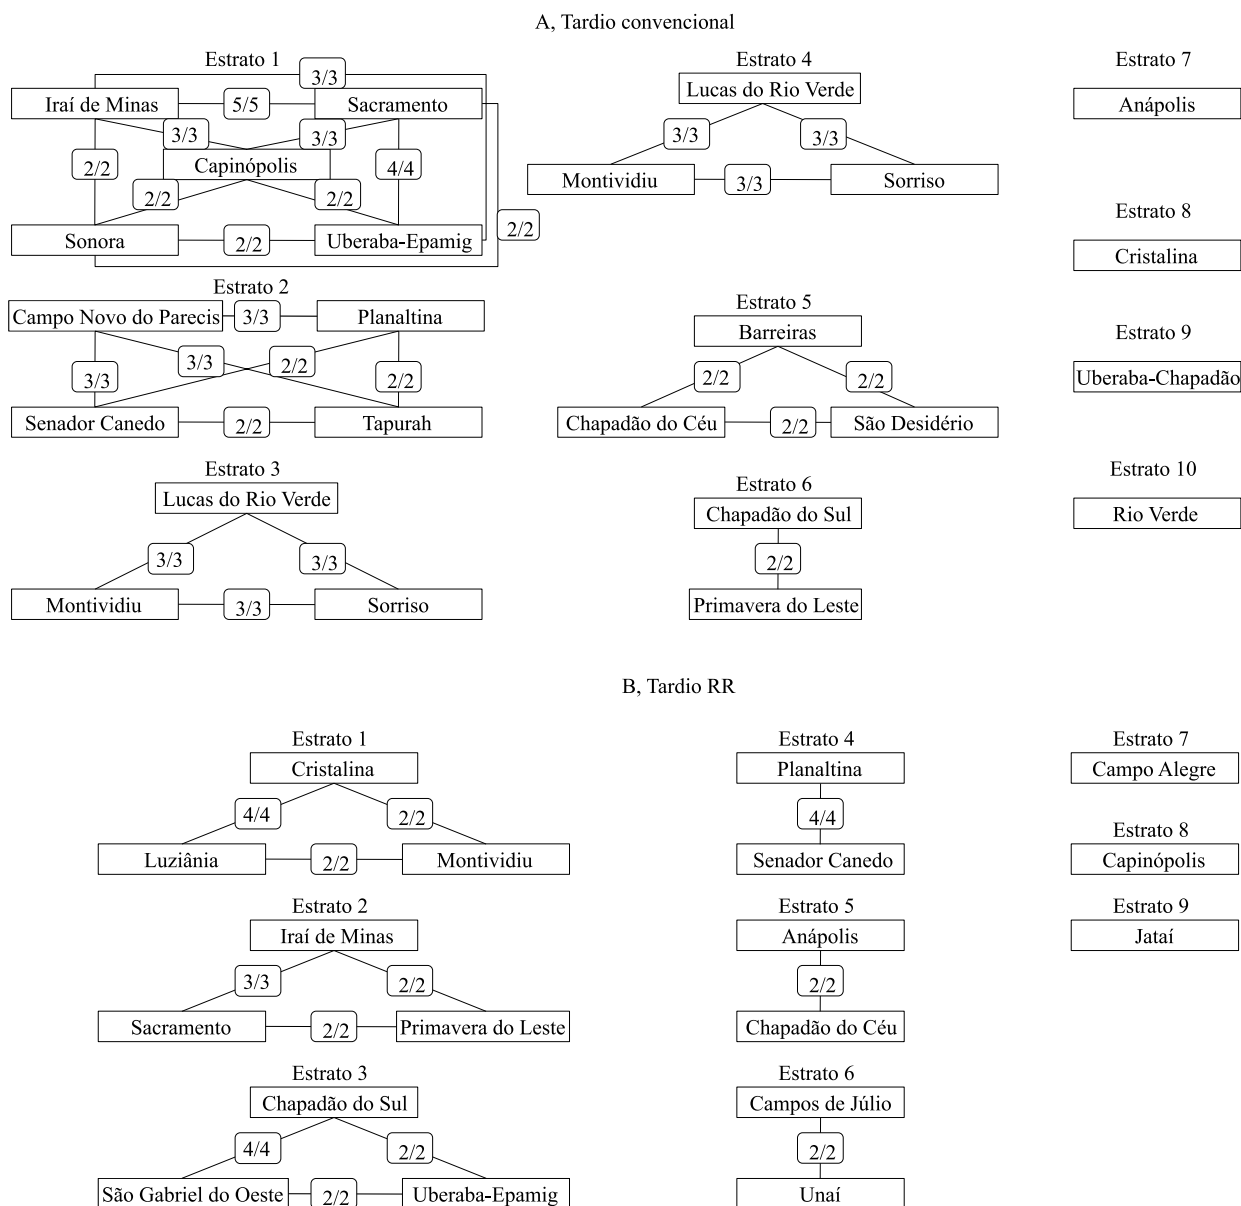 A, Tardio convencional
Estrato 1
3/3
Iraí de Minas
5/5
Sacramento
3/3
3/3
2/2
Capinópolis
4/4
2/2
2/2
Sonora
2/2
Uberaba-Epamig
2/2
Estrato 2
Campo Novo do Parecis
3/3
Planaltina
3/3
2/2
3/3
2/2
Senador Canedo
2/2
Tapurah
Estrato 3
Lucas do Rio Verde
3/3
3/3
Montividiu
3/3
Sorriso
Estrato 4
Lucas do Rio Verde
3/3
3/3
Montividiu
3/3
Sorriso
Estrato 5
Barreiras
2/2
2/2
Chapadão do Céu
2/2
São Desidério
Estrato 6
Chapadão do Sul
2/2
Primavera do Leste
Estrato 7
Anápolis
Estrato 8
Cristalina
Estrato 9
Uberaba-Chapadão
Estrato 10
Rio Verde
B, Tardio RR
Estrato 1
Cristalina
4/4
2/2
Luziânia
2/2
Montividiu
Estrato 2
Iraí de Minas
3/3
2/2
Sacramento
2/2
Primavera do Leste
Estrato 3
Chapadão do Sul
4/4
2/2
São Gabriel do Oeste
2/2
Uberaba-Epamig
Estrato 4
Planaltina
4/4
Senador Canedo
Estrato 5
Anápolis
2/2
Chapadão do Céu
Estrato 6
Campos de Júlio
2/2
Unaí
Estrato 7
Campo Alegre
Estrato 8
Capinópolis
Estrato 9
Jataí